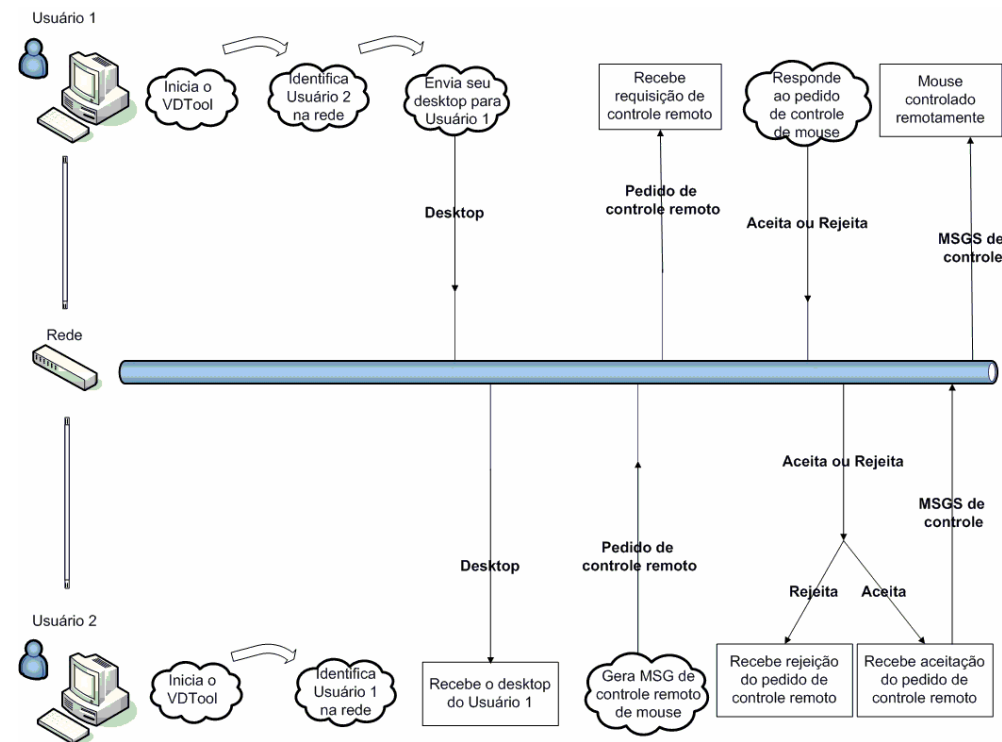 Usuário 1
Inicia o
VDTool
Identifica
Usuário 2
na rede
Envia seu
desktop para
Usuário 1
Recebe
requisição de
controle remoto
Responde
ao pedido
de controle
de mouse
Mouse
controlado
remotamente
Desktop
Pedido de
controle remoto
Aceita ou Rejeita
MSGS de
controle
Rede
Aceita ou Rejeita
MSGS de
controle
Desktop
Pedido de
controle remoto
Rejeita
Aceita
Usuário 2
Inicia o
VDTool
Identifica
Usuário 1
na rede
Recebe o desktop
do Usuário 1
Gera MSG de
controle remoto
de mouse
Recebe rejeição
do pedido de
controle remoto
Recebe aceitação
do pedido de
controle remoto